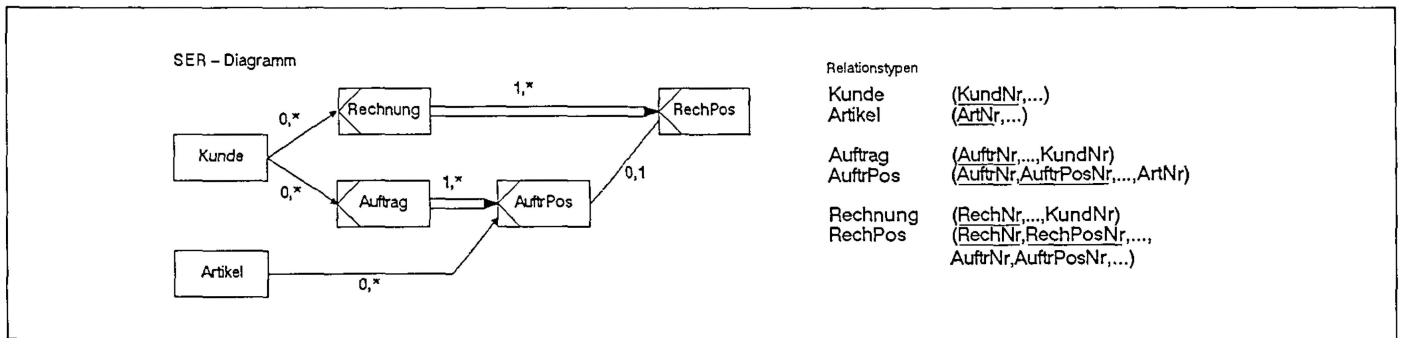 SER – Diagramm
Kunde
0,*
0,*
Rechnung
1,*
RechPos
Auftrag
1,*
AuftrPos
0,1
Artikel
0,*
Relationstypen
Kunde (KundNr,...)
Artikel (ArtNr,...)
Auftrag (AuftrNr,...,KundNr)
AuftrPos (AuftrNr,AuftrPosNr,...,ArtNr)
Rechnung (RechNr,...,KundNr)
RechPos (RechNr,RechPosNr,...,
AuftrNr,AuftrPosNr,...)